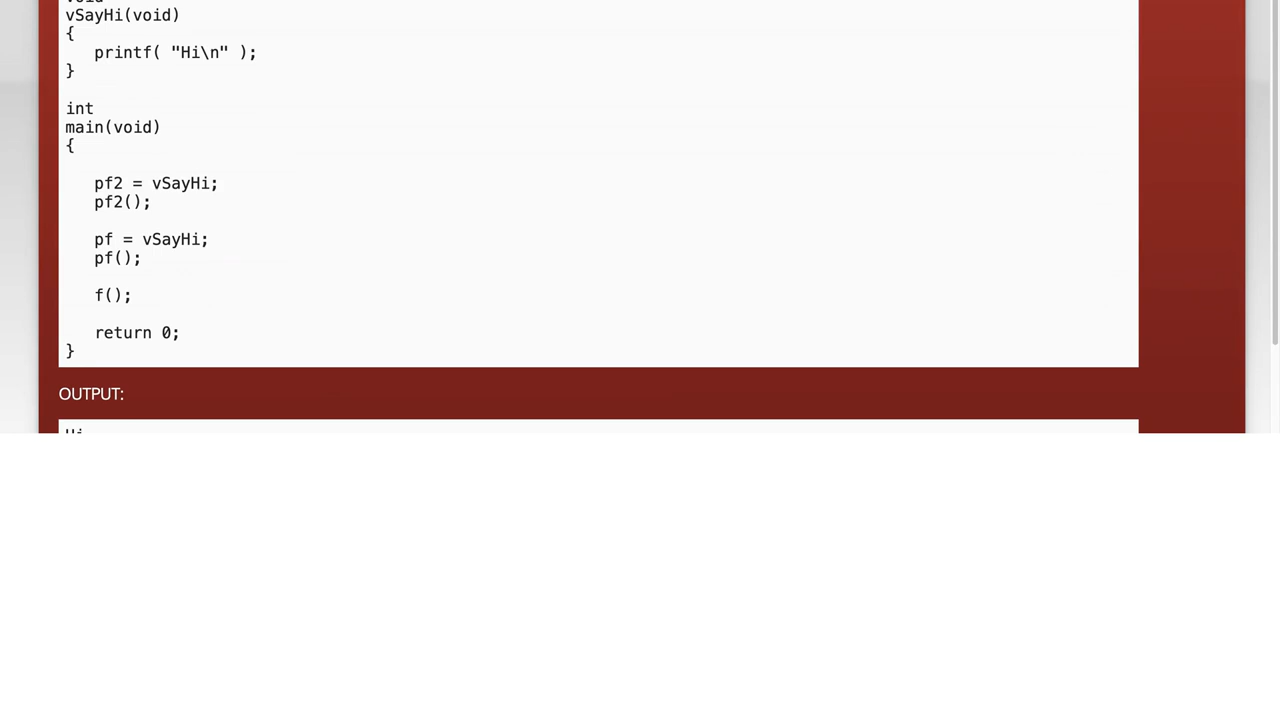 vSayHi(void)
{
   printf( "Hi\n" );
}

int
main(void)
{

   pf2 = vSayHi;
   pf2();

   pf = vSayHi;
   pf();

   f();

   return 0;
}
OUTPUT: